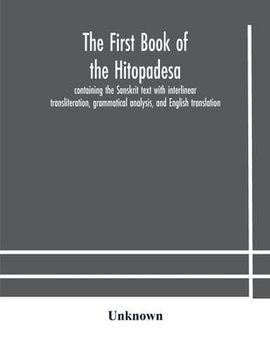 The First Book of
the Hitopadesa
containing the Sanskrit text with interlinear
transliteration, grammatical analysis, and English translation
Unknown